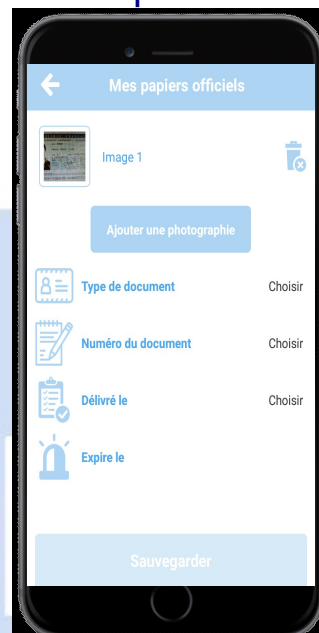 Mes papiers officiels
Image 1
Ajouter une photographie
Type de document
Choisir
Numéro du document
Choisir
Délivré le
Choisir
Expire le
Sauvegarder